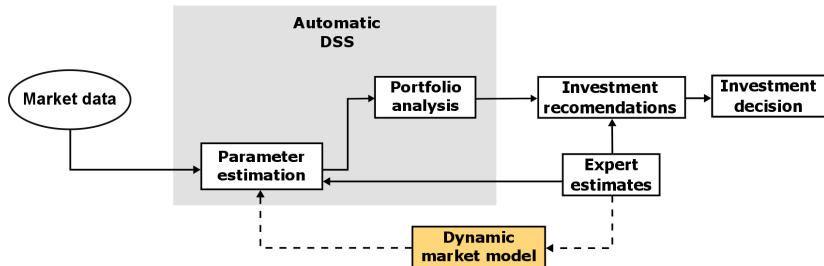 Automatic
DSS
Market data
Portfolio
analysis
Investment
recomendations
Investment
decision
Parameter
estimation
Expert
estimates
Dynamic
market model